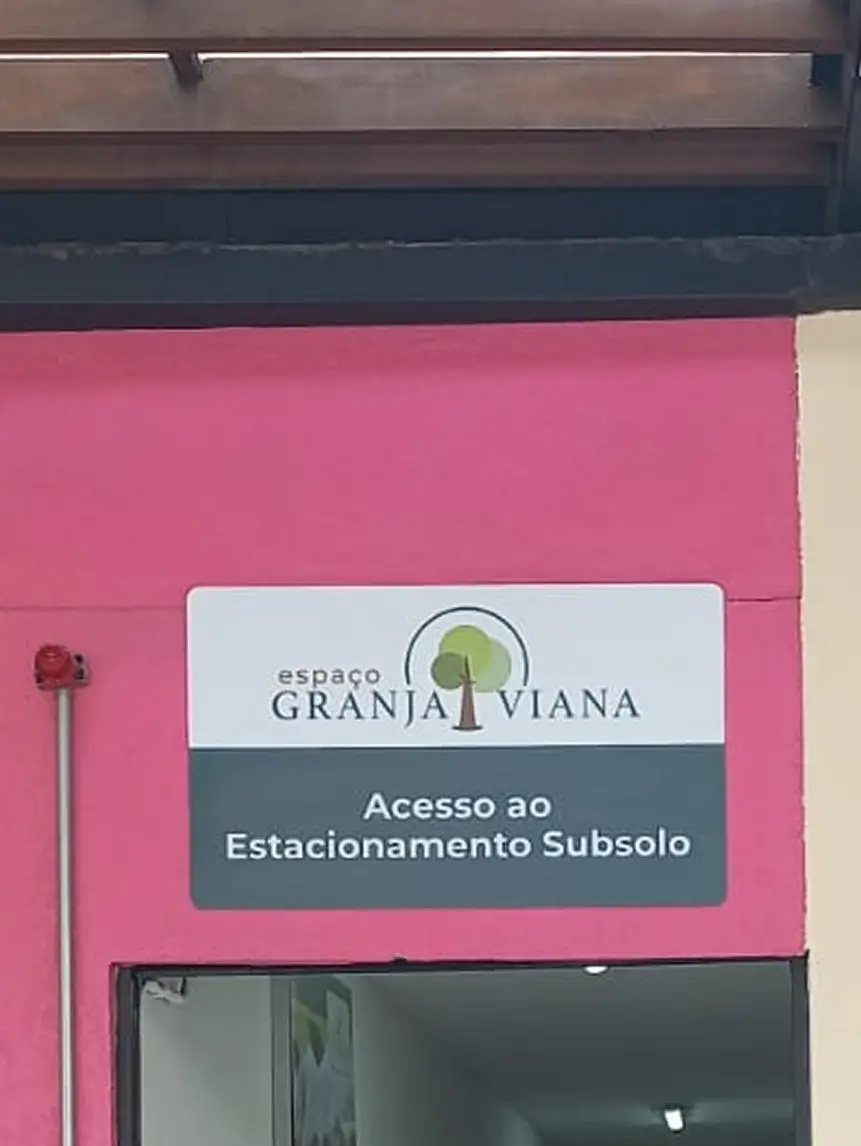 espaço
GRANJA VIANA
Acesso ao
Estacionamento Subsolo